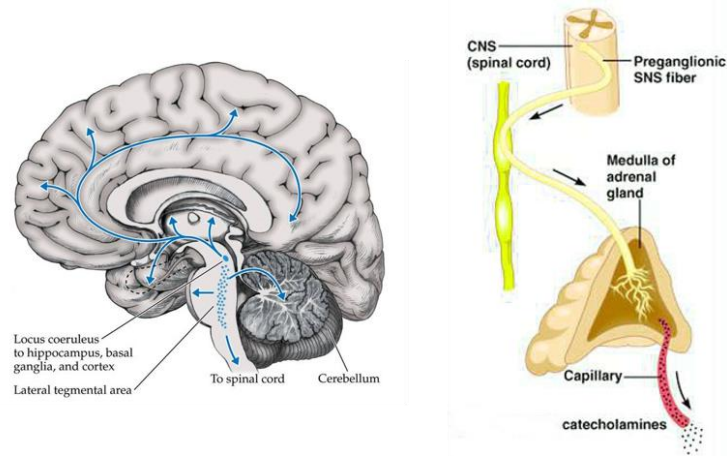 Locus coeruleus
to hippocampus, basal
ganglia, and cortex
Lateral tegmental area
To spinal cord
Cerebellum
CNS
(spinal cord)
Preganglionic
SNS fiber
Medulla of
adrenal
gland
Capillary
catecholamines